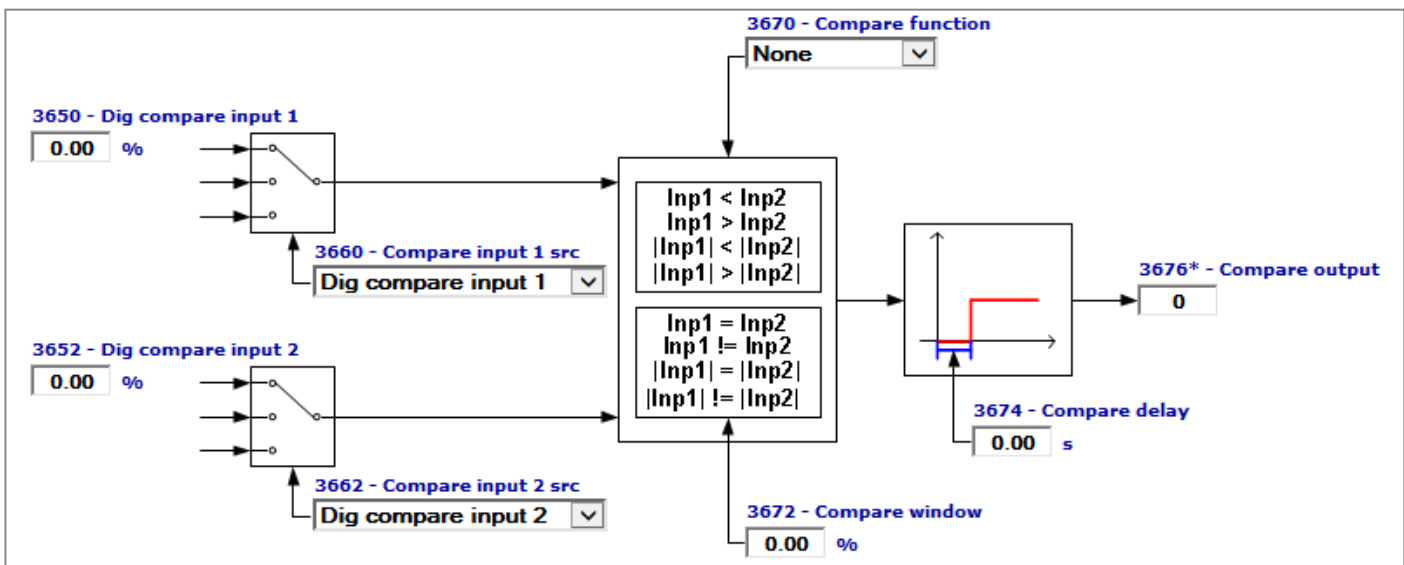 3670 - Compare function
None
3650 - Dig compare input 1
0.00 %
3660 - Compare input 1 src
Dig compare input 1
Inp1 < Inp2
Inp1 > Inp2
|Inp1| < |Inp2|
|Inp1| > |Inp2|
Inp1 = Inp2
Inp1 != Inp2
|Inp1| = |Inp2|
|Inp1| != |Inp2|
3676* - Compare output
0
3652 - Dig compare input 2
0.00 %
3674 - Compare delay
0.00 s
3662 - Compare input 2 src
Dig compare input 2
3672 - Compare window
0.00 %